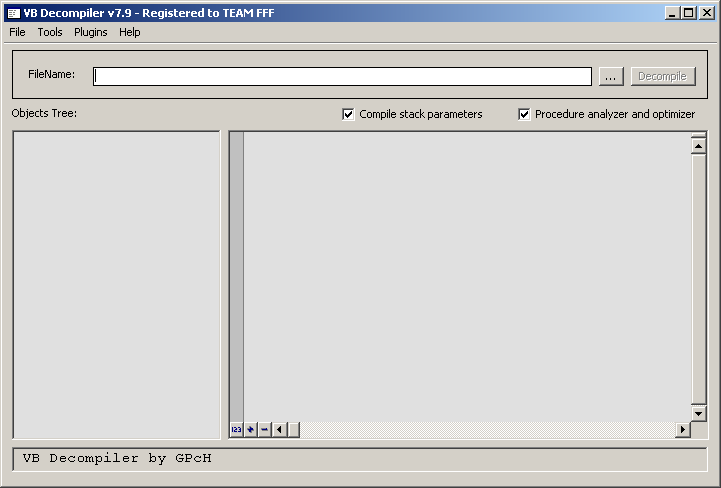 VB Decompiler v7.9 - Registered to TEAM FFF
File Tools Plugins Help
FileName: ... Decompile
Objects Tree: Compile stack parameters Procedure analyzer and optimizer
123
VB Decompiler by GPcH